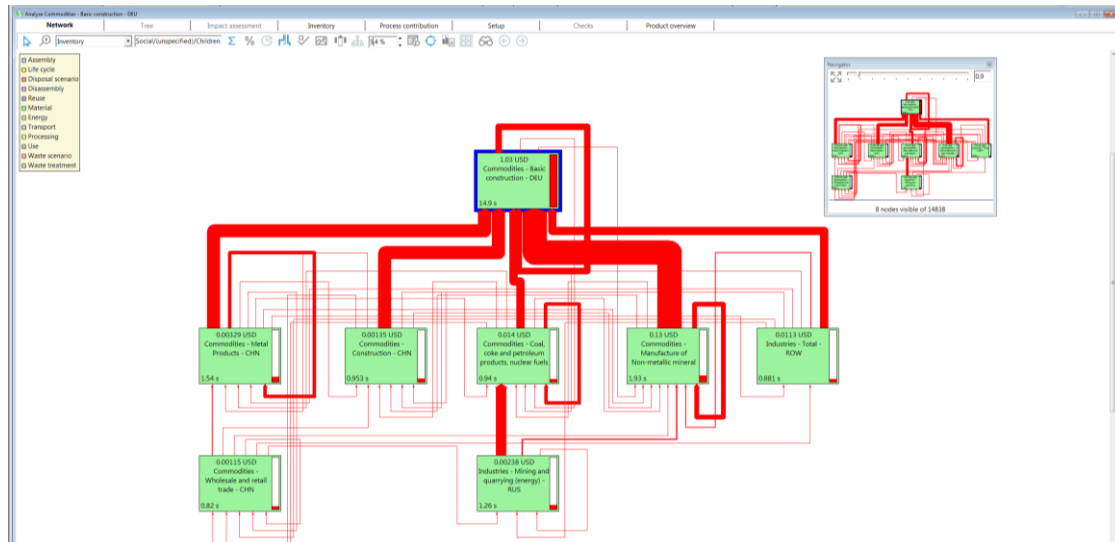 Analyse Commodities - Basic construction - DEU
Network
Tree
Impact assessment
Inventory
Process contribution
Setup
Checks
Product overview
Inventory
Social/(unspecified)/Children
Σ
%
Assembly
Life cycle
Disposal scenario
Disassembly
Reuse
Material
Energy
Transport
Processing
Use
Waste scenario
Waste treatment
Navigator
0.9
8 nodes visible of 14838
1.03 USD
Commodities - Basic
construction - DEU
14.9 s
0.00329 USD
Commodities - Metal
Products - CHN
1.54 s
0.00135 USD
Commodities -
Construction - CHN
0.953 s
0.014 USD
Commodities - Coal,
coke and petroleum
products, nuclear fuels
0.94 s
0.13 USD
Commodities -
Manufacture of
Non-metallic mineral
1.93 s
0.0113 USD
Industries - Total -
ROW
0.881 s
0.00115 USD
Commodities -
Wholesale and retail
trade - CHN
0.82 s
0.00238 USD
Industries - Mining and
quarrying (energy) -
RUS
1.26 s